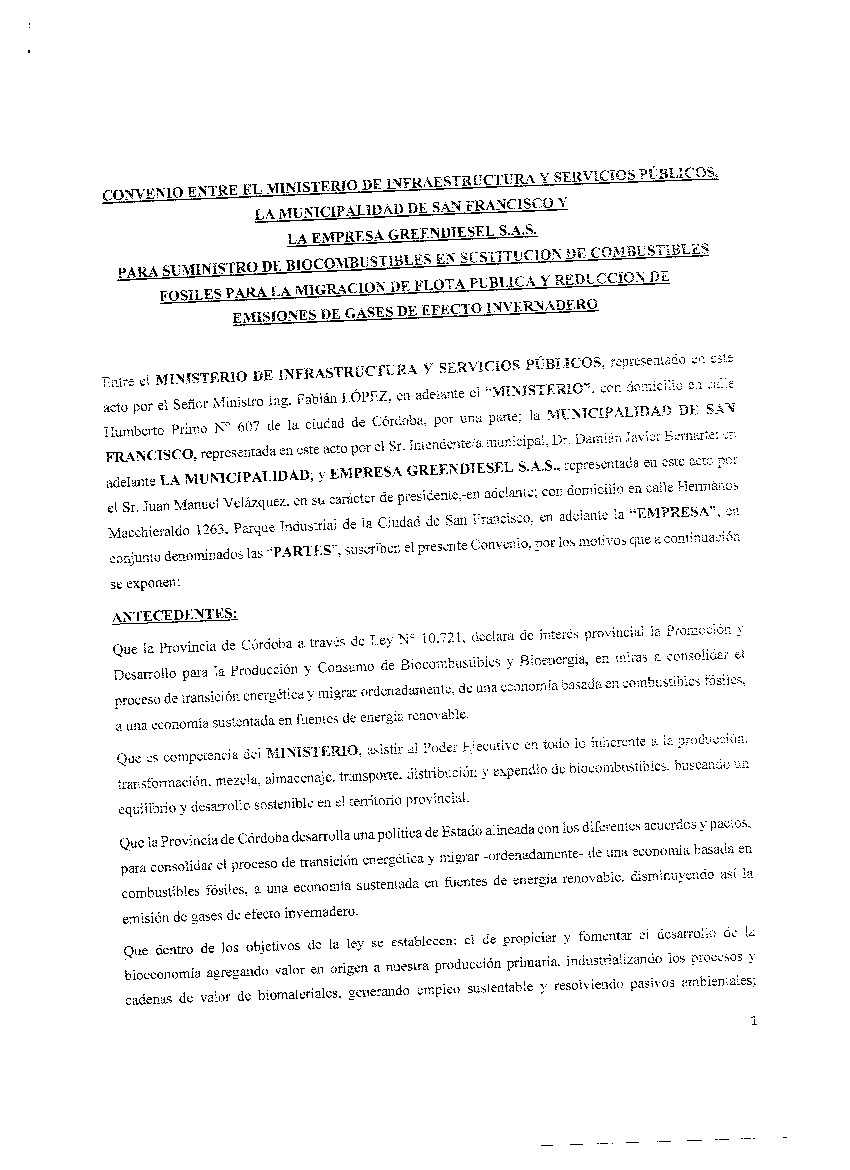 CONVENIO ENTRE EL MINISTERIO DE INFRAESTRUCTURA Y SERVICIOS PÚBLICOS,
LA MUNICIPALIDAD DE SAN FRANCISCO Y
LA EMPRESA GREENDIESEL S.A.S.
PARA SUMINISTRO DE BIOCOMBUSTIBLES EN SUSTITUCION DE COMBUSTIBLES
FOSILES PARA LA MIGRACION DE FLOTA PUBLICA Y REDUCCION DE
EMISIONES DE GASES DE EFECTO INVERNADERO
Entre el MINISTERIO DE INFRASTRUCTURA Y SERVICIOS PÚBLICOS, representado en este
acto por el Señor Ministro Ing. Fabián LÓPEZ, en adelante el "MINISTERIO", con domicilio en calle
Humberto Primo N° 607 de la ciudad de Córdoba, por una parte; la MUNICIPALIDAD DE SAN
FRANCISCO, representada en este acto por el Sr. Intendente/a municipal, Dr. Damián Javier Bernarte; en
adelante LA MUNICIPALIDAD; y EMPRESA GREENDIESEL S.A.S., representada en este acto por
el Sr. Juan Manuel Velázquez, en su carácter de presidente,-en adelante; con domicilio en calle Hermanos
Macchieraldo 1263, Parque Industrial de la Ciudad de San Francisco, en adelante la "EMPRESA", en
conjunto denominados las "PARTES", suscriben el presente Convenio, por los motivos que a continuación
se exponen:
ANTECEDENTES:
Que la Provincia de Córdoba a través de Ley N° 10.721, declara de interés provincial la Promoción y
Desarrollo para la Producción y Consumo de Biocombustibles y Bioenergía, en miras a consolidar el
proceso de transición energética y migrar ordenadamente, de una economía basada en combustibles fósiles,
a una economía sustentada en fuentes de energía renovable.
Que es competencia del MINISTERIO, asistir al Poder Ejecutivo en todo lo inherente a la producción,
transformación, mezcla, almacenaje, transporte, distribución y expendio de biocombustibles, buscando un
equilibrio y desarrollo sostenible en el territorio provincial.
Que la Provincia de Córdoba desarrolla una política de Estado alineada con los diferentes acuerdos y pactos,
para consolidar el proceso de transición energética y migrar -ordenadamente- de una economía basada en
combustibles fósiles, a una economía sustentada en fuentes de energía renovable, disminuyendo así la
emisión de gases de efecto invernadero.
Que dentro de los objetivos de la ley se establecen: el de propiciar y fomentar el desarrollo de la
bioeconomía agregando valor en origen a nuestra producción primaria, industrializando los procesos y
cadenas de valor de biomateriales, generando empleo sustentable y resolviendo pasivos ambientales;
1